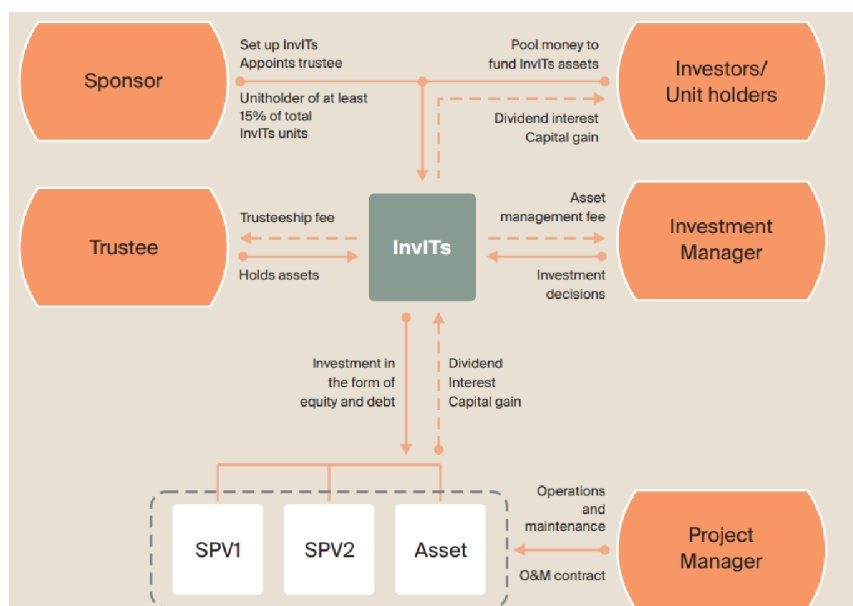 Sponsor
Set up InvITs
Appoints trustee
Unitholder of at least
15% of total
InvITs units
Pool money to
fund InvITs assets
Dividend interest
Capital gain
Investors/
Unit holders
Trustee
Trusteeship fee
Holds assets
InvITs
Asset
management fee
Investment
decisions
Investment
Manager
Investment in
the form of
equity and debt
Dividend
Interest
Capital gain
SPV1
SPV2
Asset
Operations
and
maintenance
O&M contract
Project
Manager